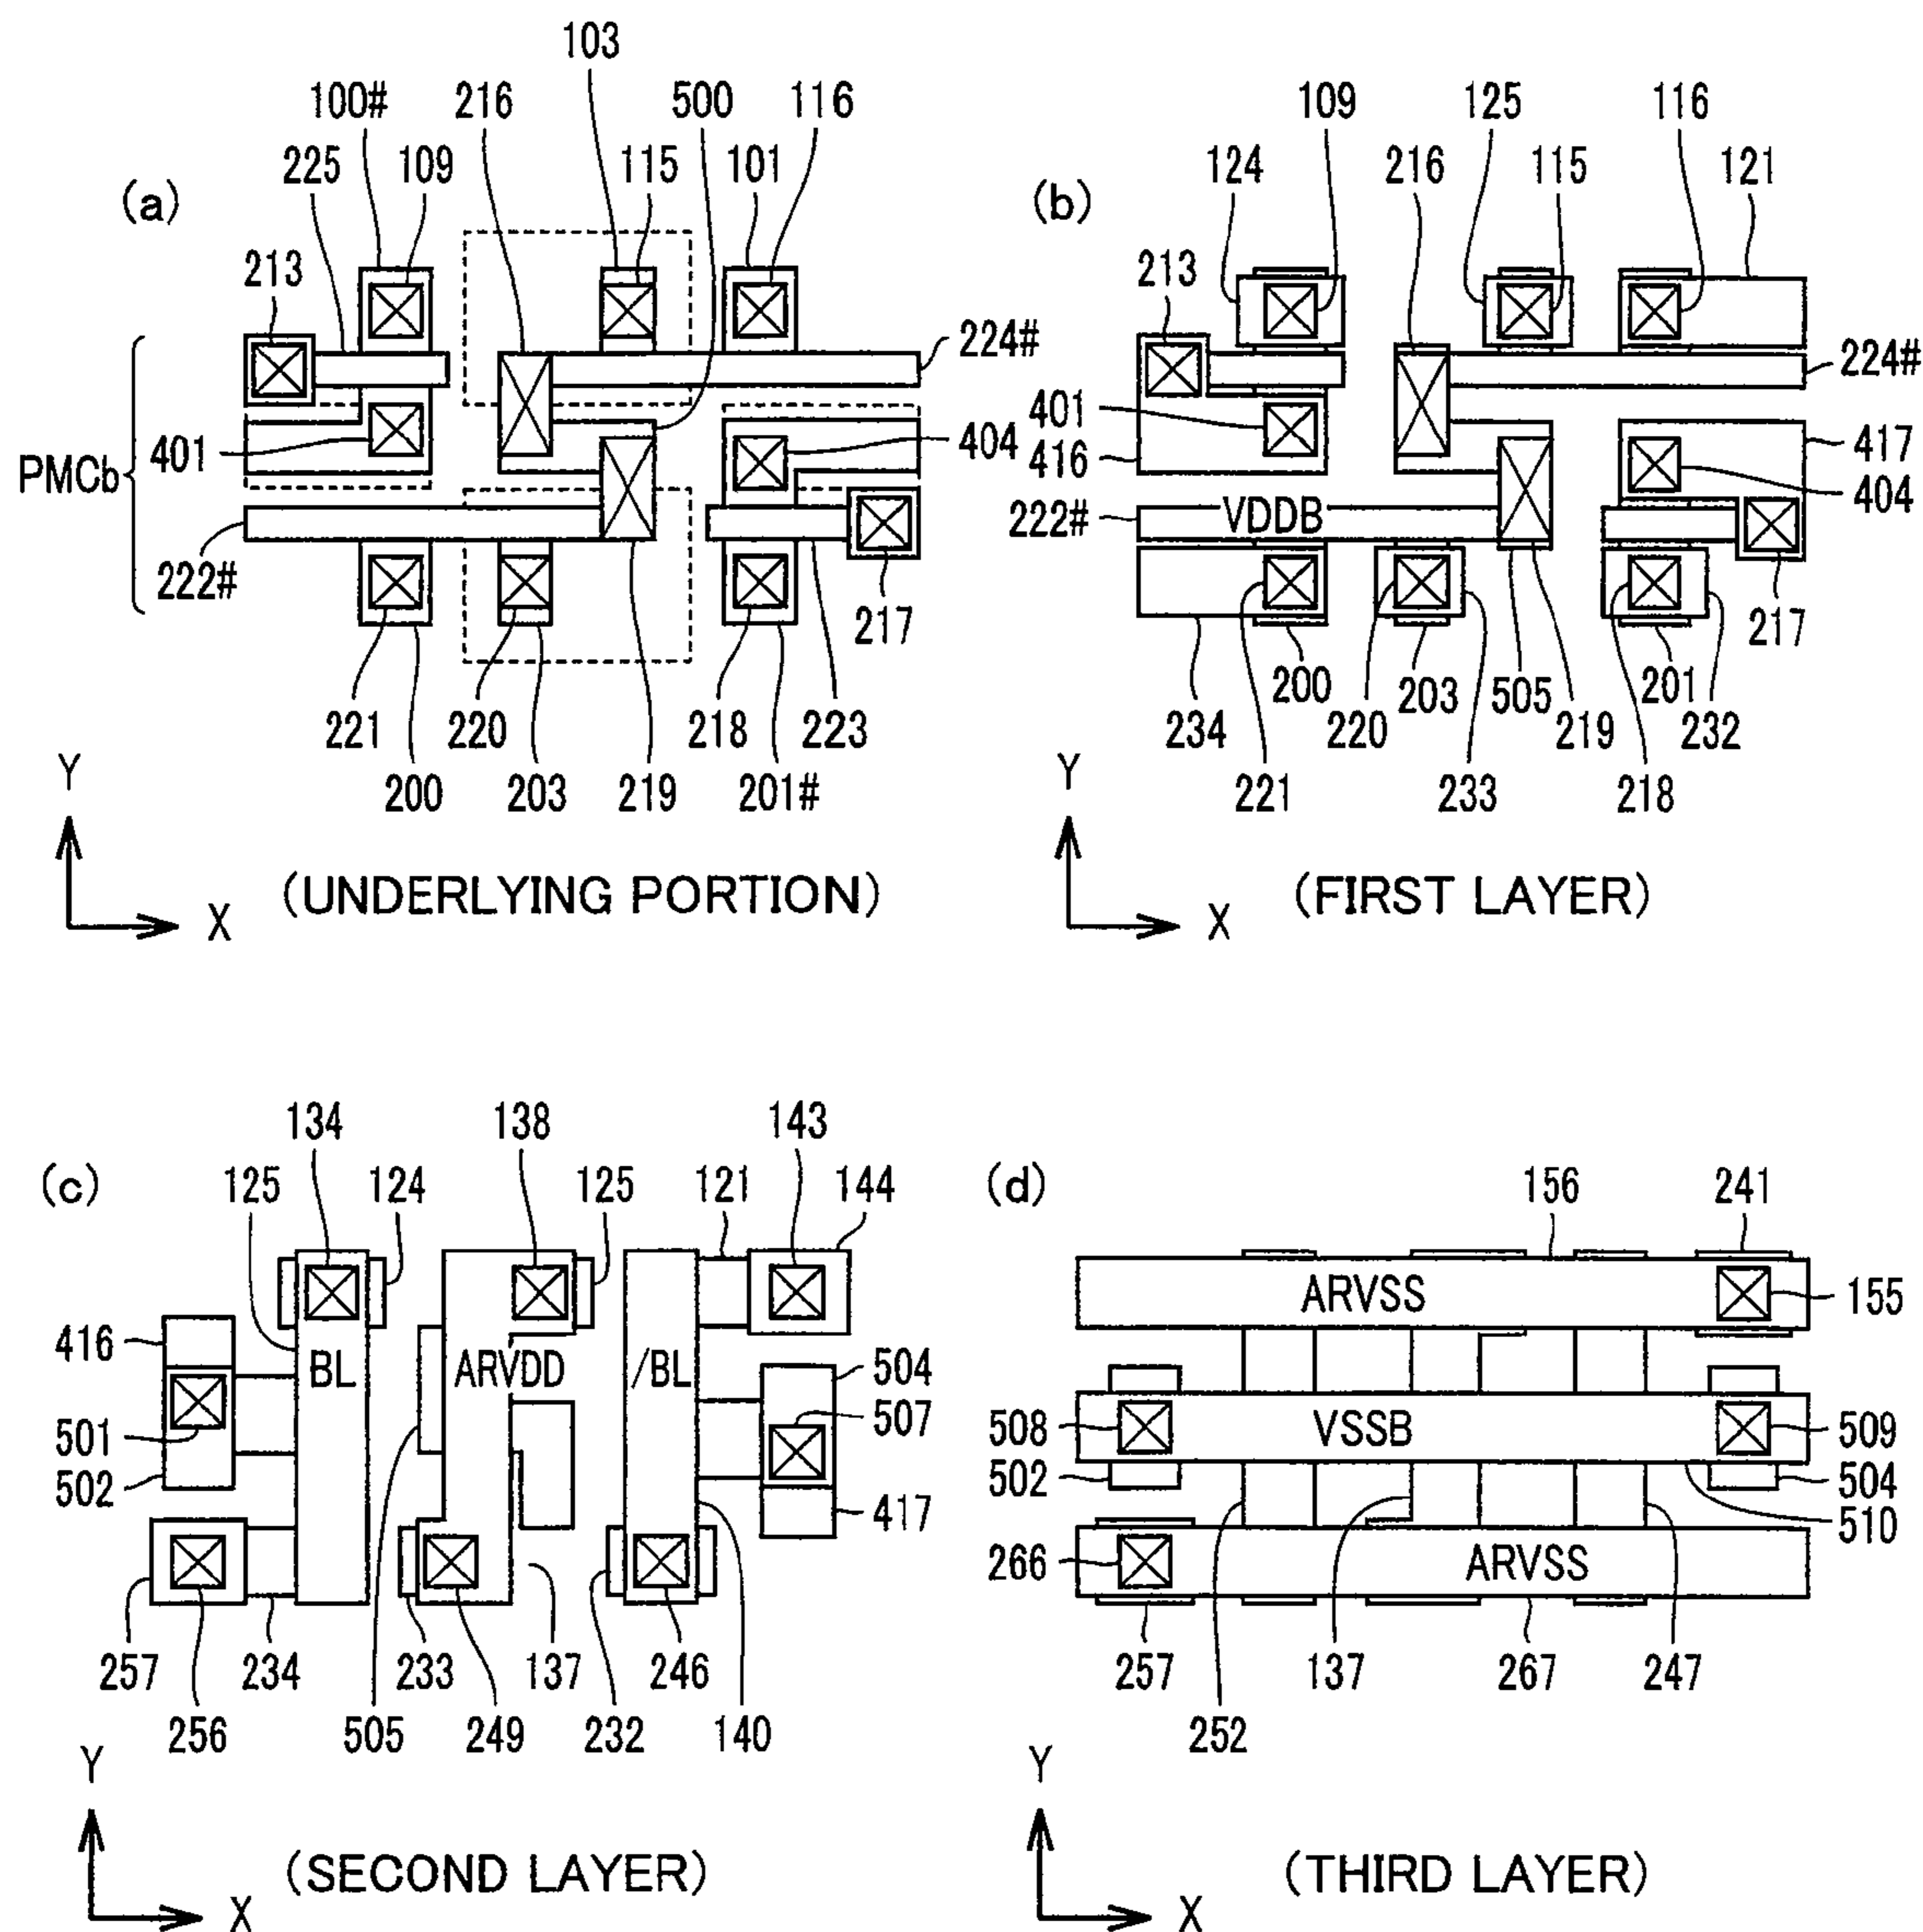 103
100# 216 500 116
225 109 115 101
(a)
213
224#
PMCb
401 404
222#
217
221 220 218 223
200 203 219 201#
Y
X
(UNDERLYING PORTION)
109 125 116
124 216 115 121
(b)
213
224#
401
416
417
404
222# VDDB
217
200 203 505 201
234 220 219 232
221 233 218
Y
X
(FIRST LAYER)
134 138 143
(c)
125 124 125 121 144
416 BL ARVDD /BL 504
501 507
502 417
257 234 233 137 246
256 505 249 232 140
Y
X
(SECOND LAYER)
(d)
156 241
ARVSS 155
508 VSSB 509
502 504
510
266 ARVSS
257 137 267 247
252
Y
X
(THIRD LAYER)